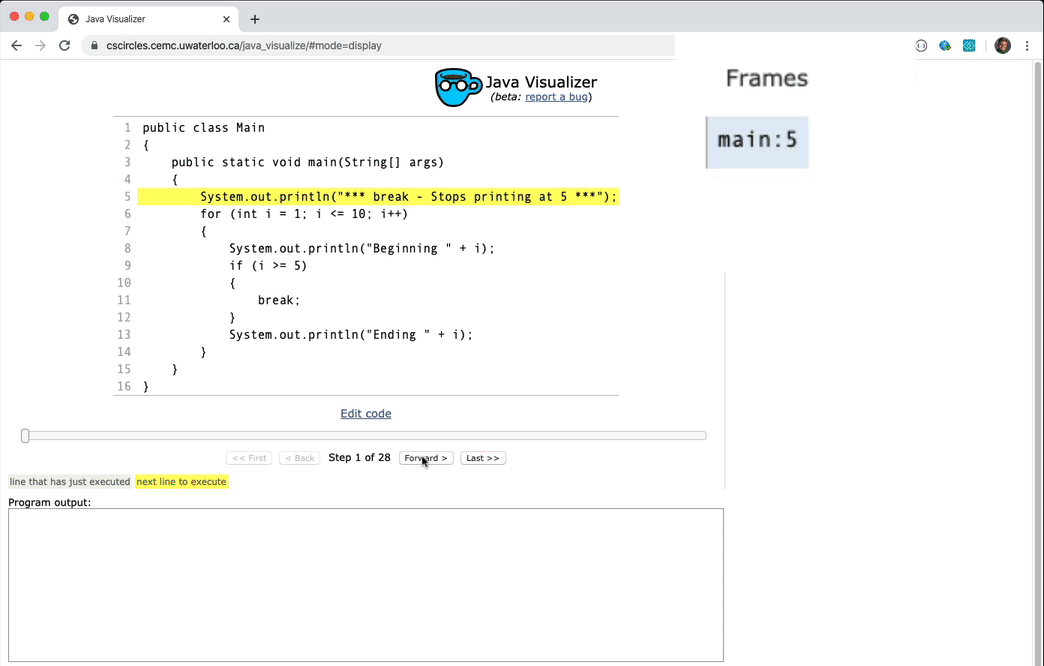 Java Visualizer
cscircles.cemc.uwaterloo.ca/java_visualize/#mode=display
Java Visualizer
(beta: report a bug)
Frames
main:5
1 public class Main
2 {
3     public static void main(String[] args)
4     {
5         System.out.println("*** break - Stops printing at 5 ***");
6         for (int i = 1; i <= 10; i++)
7         {
8             System.out.println("Beginning " + i);
9             if (i >= 5)
10             {
11                 break;
12             }
13             System.out.println("Ending " + i);
14         }
15     }
16 }
Edit code
<< First < Back Step 1 of 28 Forward > Last >>
line that has just executed next line to execute
Program output: